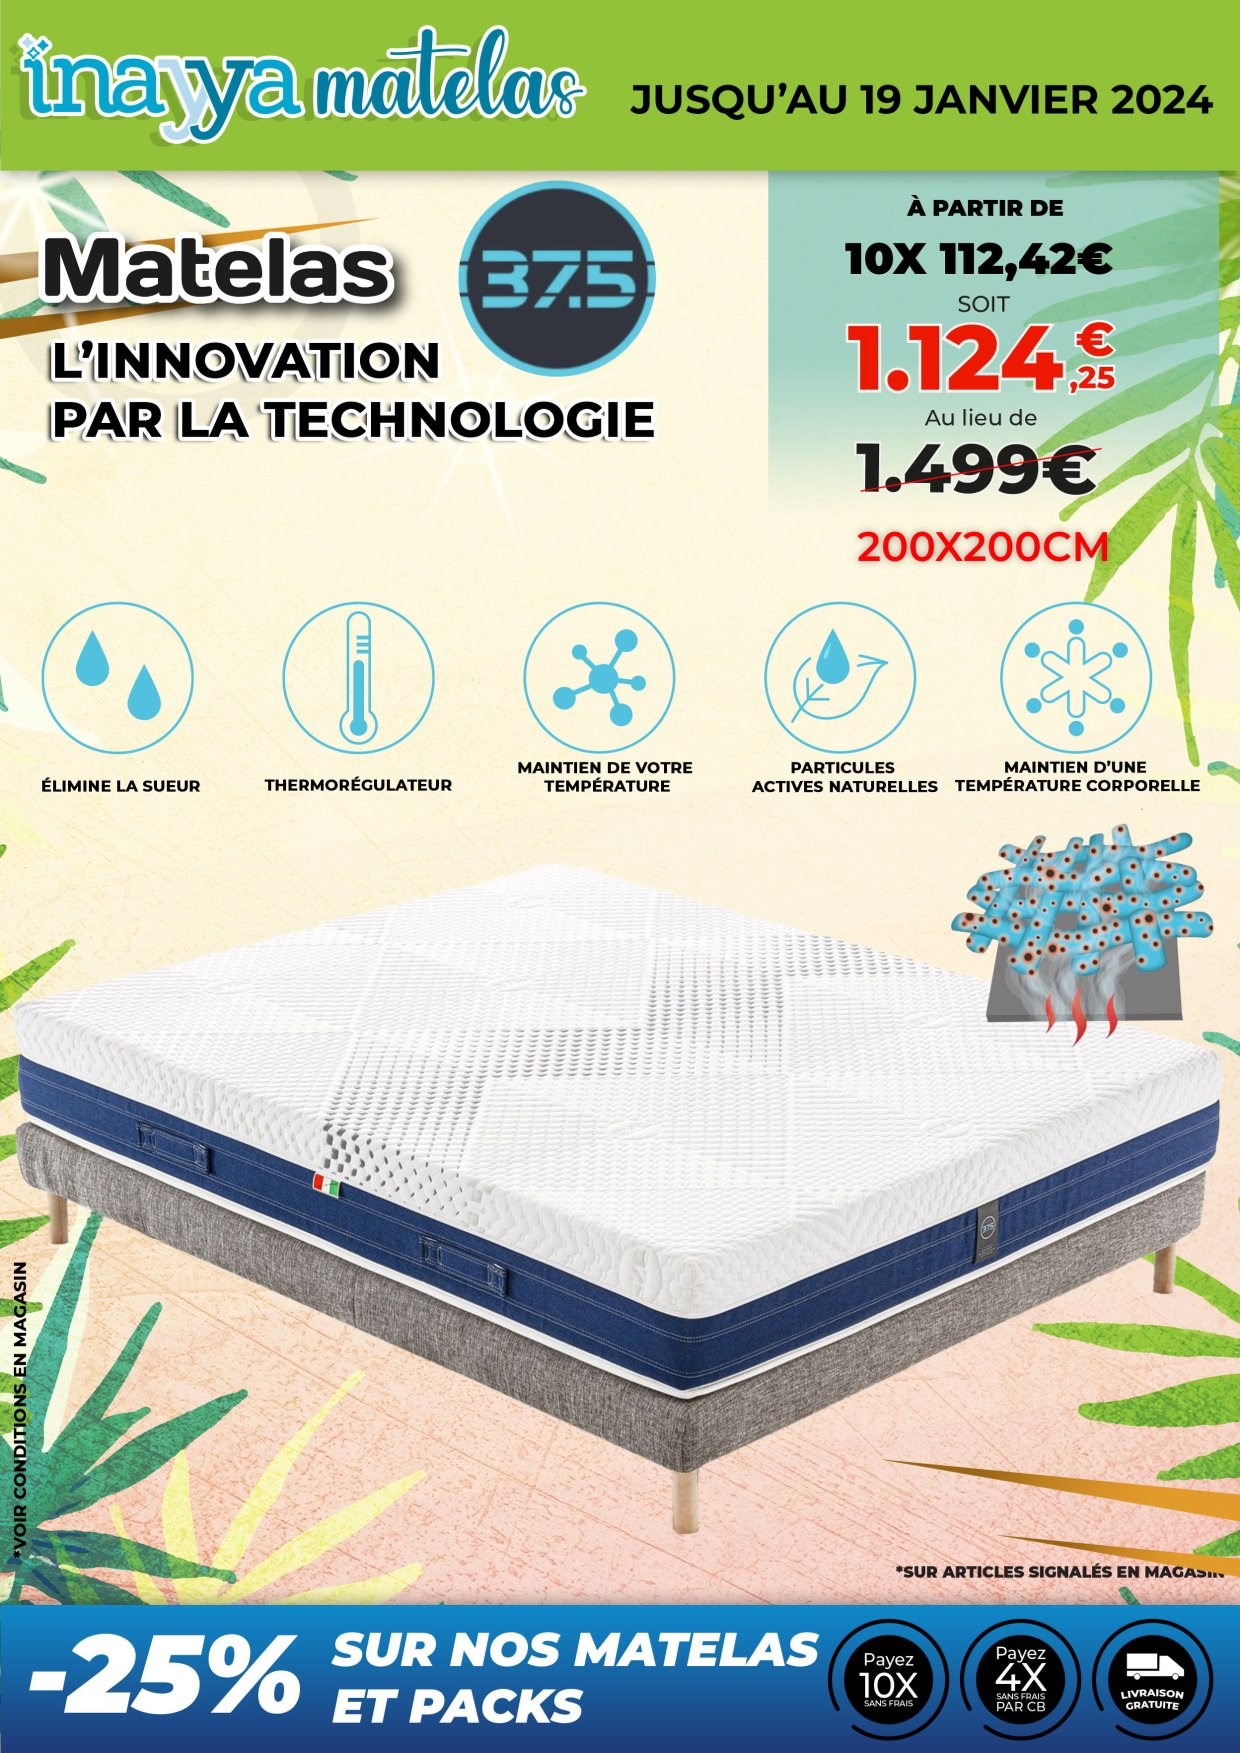 inayya matelas
JUSQU'AU 19 JANVIER 2024
Matelas
37.5
L'INNOVATION
PAR LA TECHNOLOGIE
À PARTIR DE
10X 112,42€
SOIT
1.124,25€
Au lieu de
1.499€
200X200CM
ÉLIMINE LA SUEUR
THERMORÉGULATEUR
MAINTIEN DE VOTRE
TEMPÉRATURE
PARTICULES
ACTIVES NATURELLES
MAINTIEN D'UNE
TEMPÉRATURE CORPORELLE
37.5
*VOIR CONDITIONS EN MAGASIN
*SUR ARTICLES SIGNALÉS EN MAGASIN
-25%
SUR NOS MATELAS
ET PACKS
Payez
10X
SANS FRAIS
Payez
4X
SANS FRAIS
PAR CB
LIVRAISON
GRATUITE